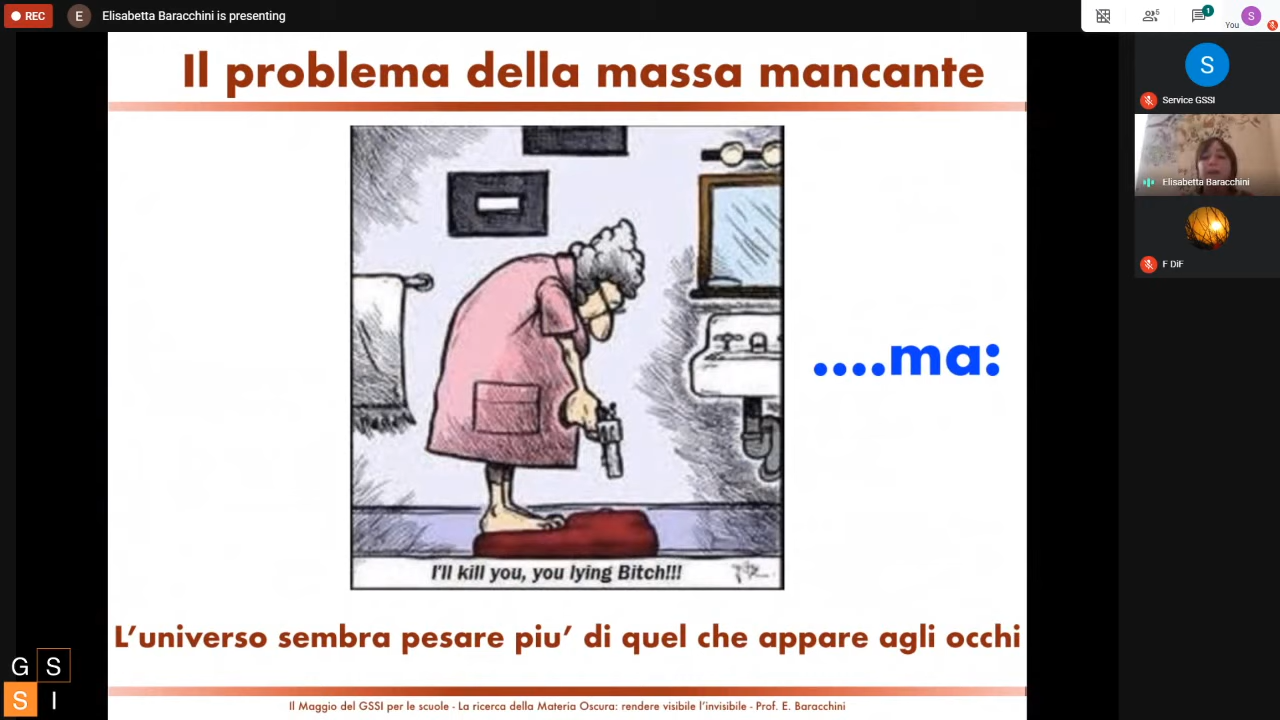 REC
E
Elisabetta Baracchini is presenting
5
1
You
S
Il problema della massa mancante
....ma:
I'll kill you, you lying Bitch!!!
L'universo sembra pesare piu' di quel che appare agli occhi
Il Maggio del GSSI per le scuole - La ricerca della Materia Oscura: rendere visibile l'invisibile - Prof. E. Baracchini
G S
S I
S
Service GSSI
Elisabetta Baracchini
F DiF